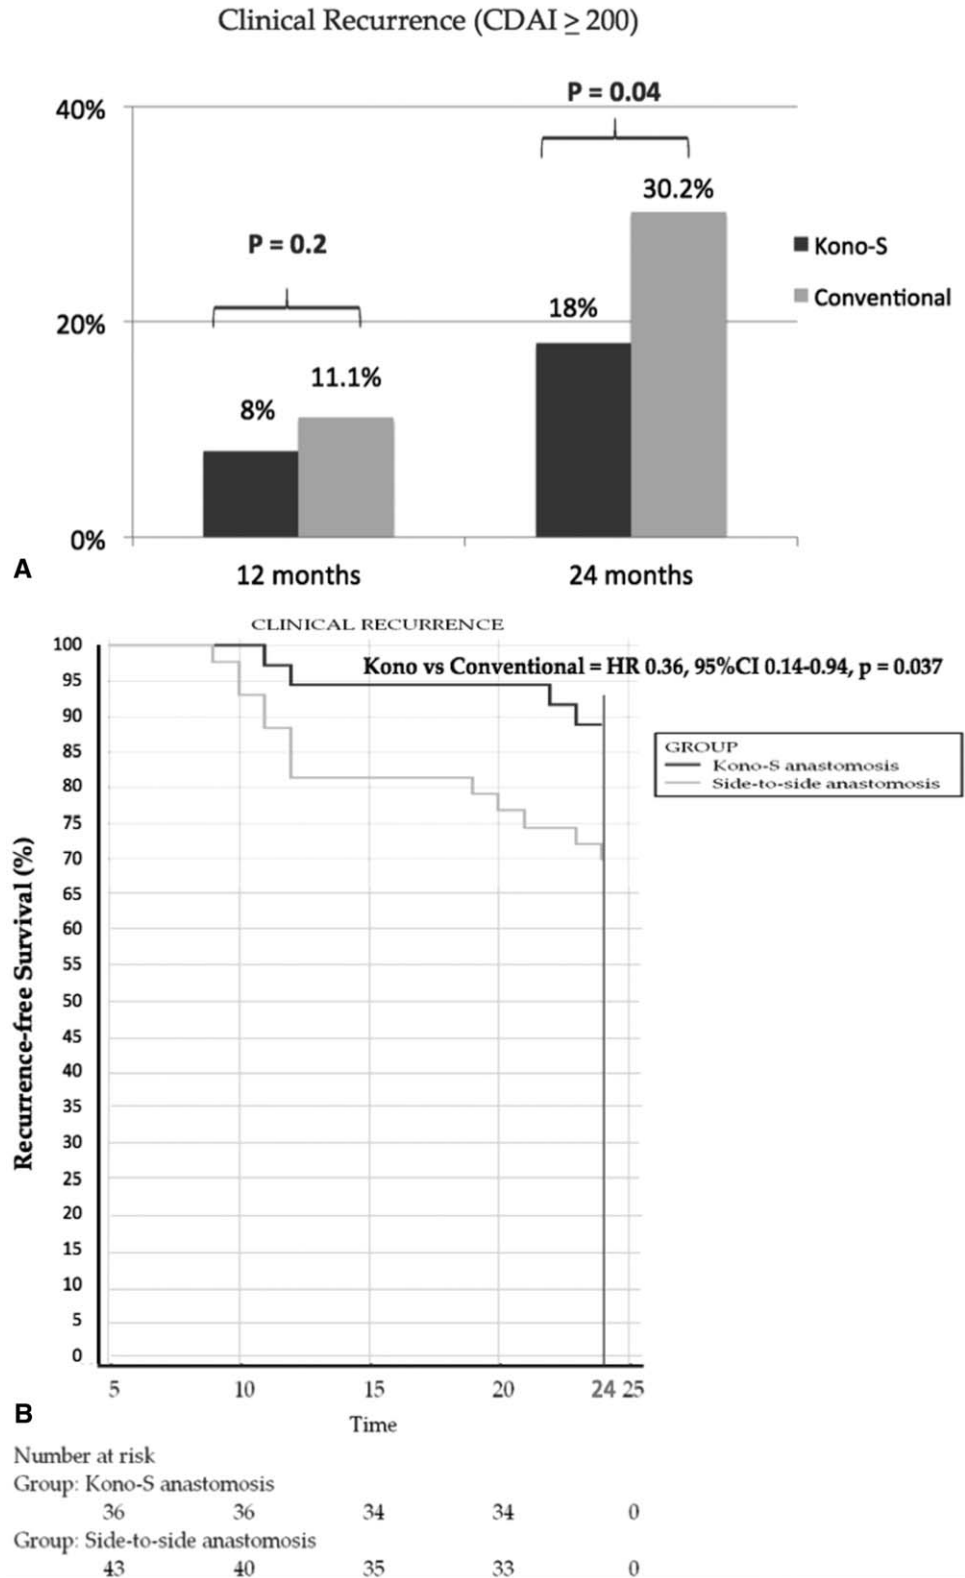 Clinical Recurrence (CDAI ≥ 200)
P = 0.04
40%
30.2%
P = 0.2
Kono-S
Conventional
18%
20%
11.1%
8%
0%
A
12 months
24 months
CLINICAL RECURRENCE
Kono vs Conventional = HR 0.36, 95%CI 0.14-0.94, p = 0.037
GROUP
Kono-S anastomosis
Side-to-side anastomosis
Recurrence-free Survival (%)
100
95
90
85
80
75
70
65
60
55
50
45
40
35
30
25
20
15
10
5
0
5 10 15 20 24 25
B
Time
Number at risk
Group: Kono-S anastomosis
36 36 34 34 0
Group: Side-to-side anastomosis
43 40 35 33 0